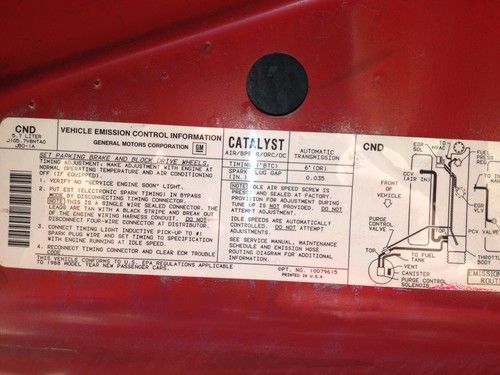 CND
5.7 LITER
VEHICLE EMISSION CONTROL INFORMATION
GENERAL MOTORS CORPORATION
GM
SET PARKING BRAKE AND BLOCK DRIVE WHEELS.
TIMING ADJUSTMENT: MAKE ADJUSTMENT WITH ENGINE AT
NORMAL OPERATING TEMPERATURE AND AIR CONDITIONING
OFF (IF EQUIPPED).
1. VERIFY NO "SERVICE ENGINE SOON" LIGHT.
2. PUT EST (ELECTRONIC SPARK TIMING) IN BYPASS
MODE BY DISCONNECTING TIMING CONNECTOR.
NOTE THIS IS A SINGLE WIRE SEALED CONNECTOR. THE
LEADS ARE TAN WITH A BLACK STRIPE AND BREAK OUT
OF THE ENGINE WIRING HARNESS CONDUIT. DO NOT
DISCONNECT FOUR-WIRE CONNECTOR AT DISTRIBUTOR.
3. CONNECT TIMING LIGHT INDUCTIVE PICK-UP TO #1
SPARK PLUG WIRE AND SET TIMING TO SPECIFICATION
WITH ENGINE RUNNING AT IDLE SPEED.
4. RECONNECT TIMING CONNECTOR AND CLEAR ECM TROUBLE
CODE.
THIS VEHICLE CONFORMS TO U.S. EPA REGULATIONS APPLICABLE
TO 1988 MODEL YEAR NEW PASSENGER CARS.
CATALYST
AIR/BPEGR/ORC/OC
AUTOMATIC
TRANSMISSION
TIMING (°BTC)
6° (DR)
SPARK PLUG GAP
(IN.)
0.035
NOTE IDLE AIR SPEED SCREW IS
SEALED AT FACTORY. NO
PROVISION FOR ADJUSTMENT DURING
TUNE UP IS REQUIRED. DO NOT
ATTEMPT ADJUSTMENT.
IDLE SPEEDS ARE AUTOMATICALLY
CONTROLLED. DO NOT ATTEMPT
ADJUSTMENTS.
SEE SERVICE MANUAL, MAINTENANCE
SCHEDULE AND EMISSION HOSE
ROUTING DIAGRAM FOR ADDITIONAL
INFORMATION.
OPT. NO. 10079615
PRINTED IN U.S.A.
CND
EGR
SOL
EGR
VALVE
FRONT
OF
VEHICLE
PURGE
CONTROL
VALVE
PCV VALVE
TOP
TOP
TO FUEL
TANK
THROTTLE
BODY
VENT
CANISTER
PURGE CONTROL
SOLENOID
EMISSION
ROUT